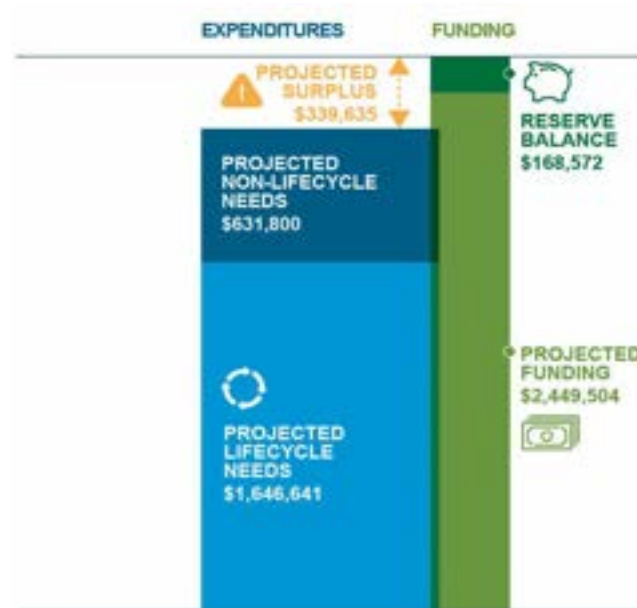 EXPENDITURES
FUNDING
PROJECTED
SURPLUS
$339,635
RESERVE
BALANCE
$168,572
PROJECTED
NON-LIFECYCLE
NEEDS
$631,800
PROJECTED
FUNDING
$2,449,504
PROJECTED
LIFECYCLE
NEEDS
$1,646,641